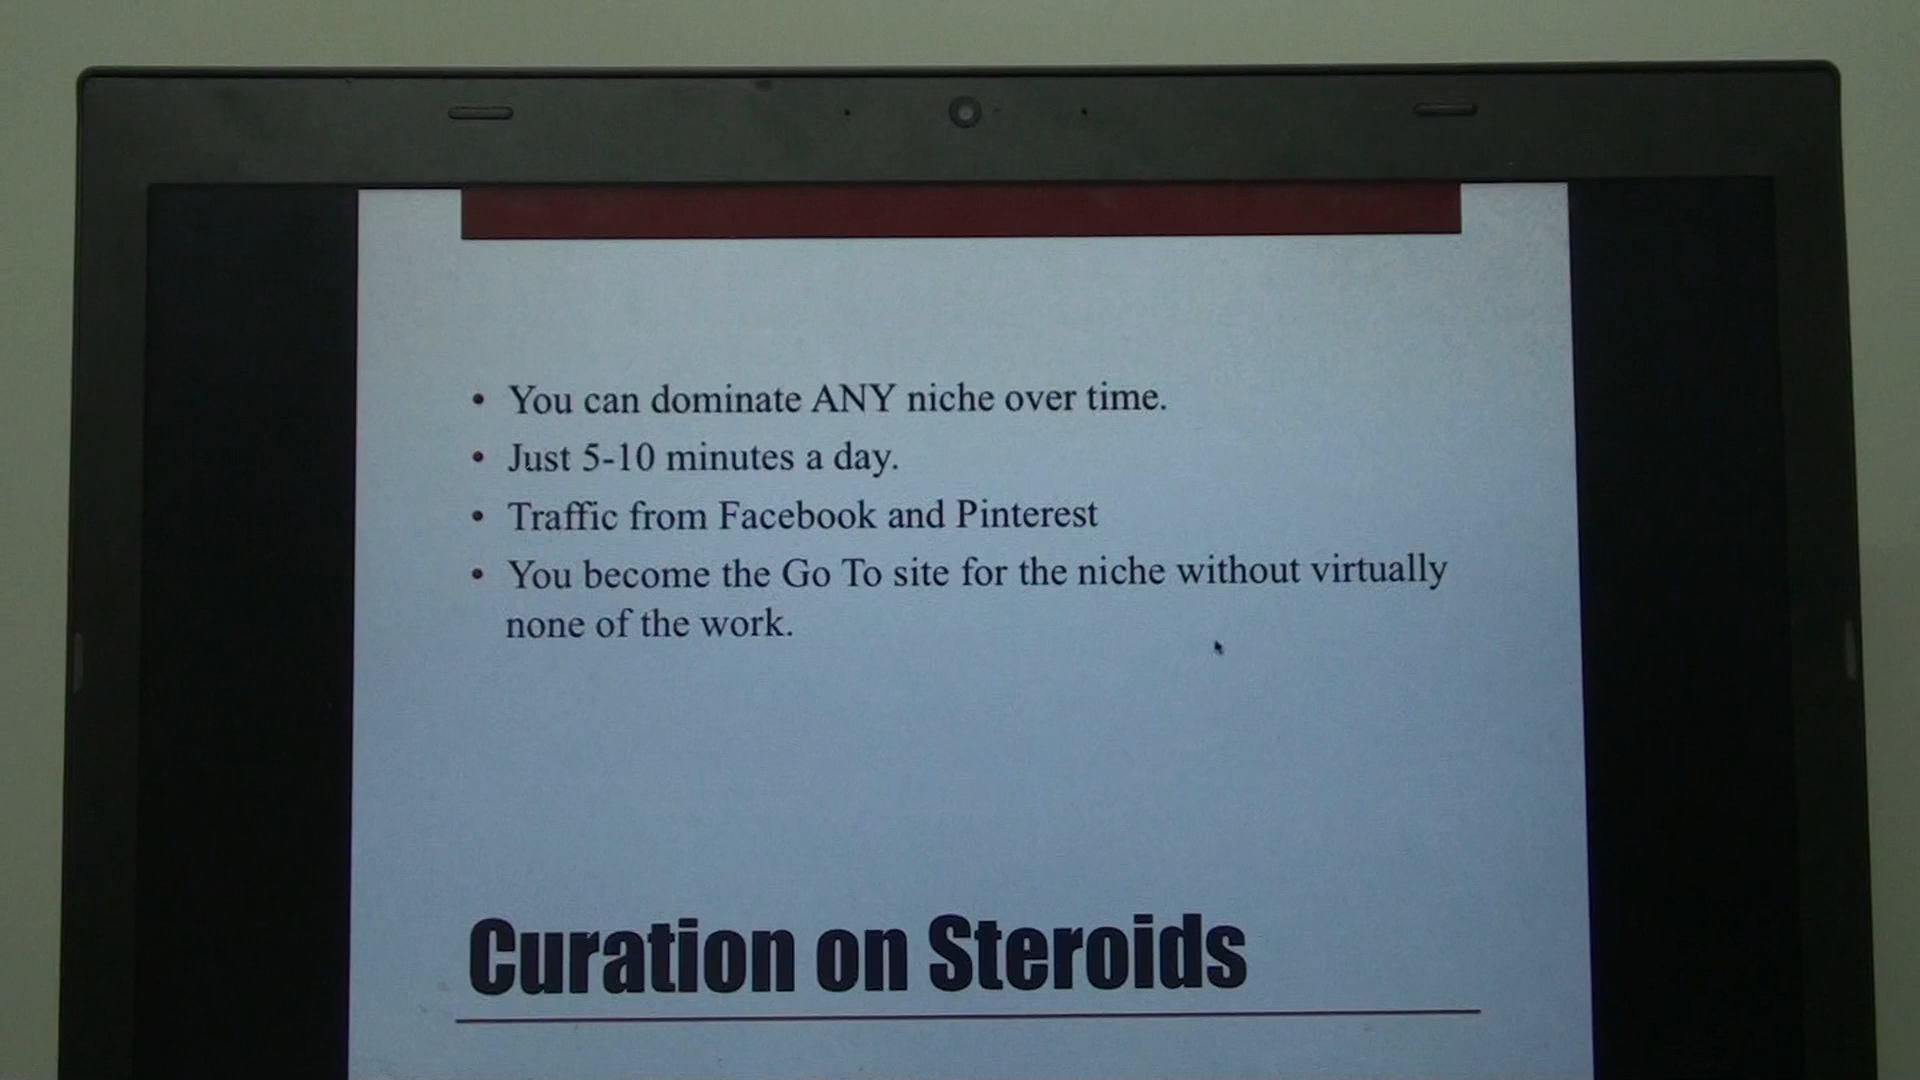 • You can dominate ANY niche over time.
• Just 5-10 minutes a day.
• Traffic from Facebook and Pinterest
• You become the Go To site for the niche without virtually
none of the work.
Curation on Steroids